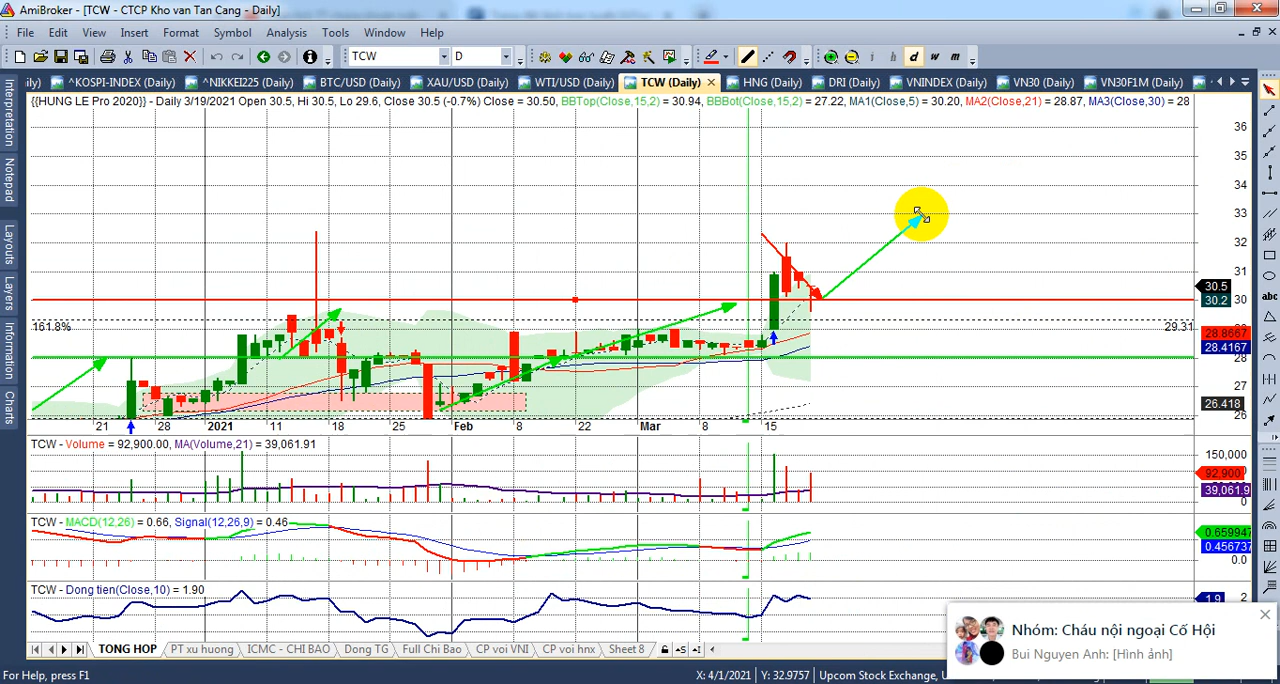 AmiBroker - [TCW - CTCP Kho van Tan Cang - Daily]
File Edit View Insert Format Symbol Analysis Tools Window Help
TCW D i h d w m
ily) ^KOSPI-INDEX (Daily) ^NIKKEI225 (Daily) BTC/USD (Daily) XAU/USD (Daily) WTI/USD (Daily) TCW (Daily) HNG (Daily) DRI (Daily) VNINDEX (Daily) VN30 (Daily) VN30F1M (Daily)
{{HUNG LE Pro 2020}} - Daily 3/19/2021 Open 30.5, Hi 30.5, Lo 29.6, Close 30.5 (-0.7%) Close = 30.50, BBTop(Close,15,2) = 30.94, BBBot(Close,15,2) = 27.22, MA1(Close,5) = 30.20, MA2(Close,21) = 28.87, MA3(Close,30) = 28
Interpretation
Notepad
Layouts
Layers
Information
Charts
abc
36
35
34
33
32
31
30.5
30.2
30
161.8%
29.31
28.8667
28.4167
28
27
26.418
26
21 28 2021 11 18 25 Feb 8 22 Mar 8 15
TCW - Volume = 92,900.00, MA(Volume,21) = 39,061.91
150,000
92,900
39,061.9
0
TCW - MACD(12,26) = 0.66, Signal(12,26,9) = 0.46
0.659947
0.456737
0.0
TCW - Dong tien(Close,10) = 1.90
1.9 2
TONG HOP PT xu huong ICMC - CHI BAO Dong TG Full Chi Bao CP voi VNI CP voi hnx Sheet 8
Nhóm: Cháu nội ngoại Cố Hội
Bui Nguyen Anh: [Hình ảnh]
For Help, press F1
X: 4/1/2021 Y: 32.9757 Upcom Stock Exchange, U